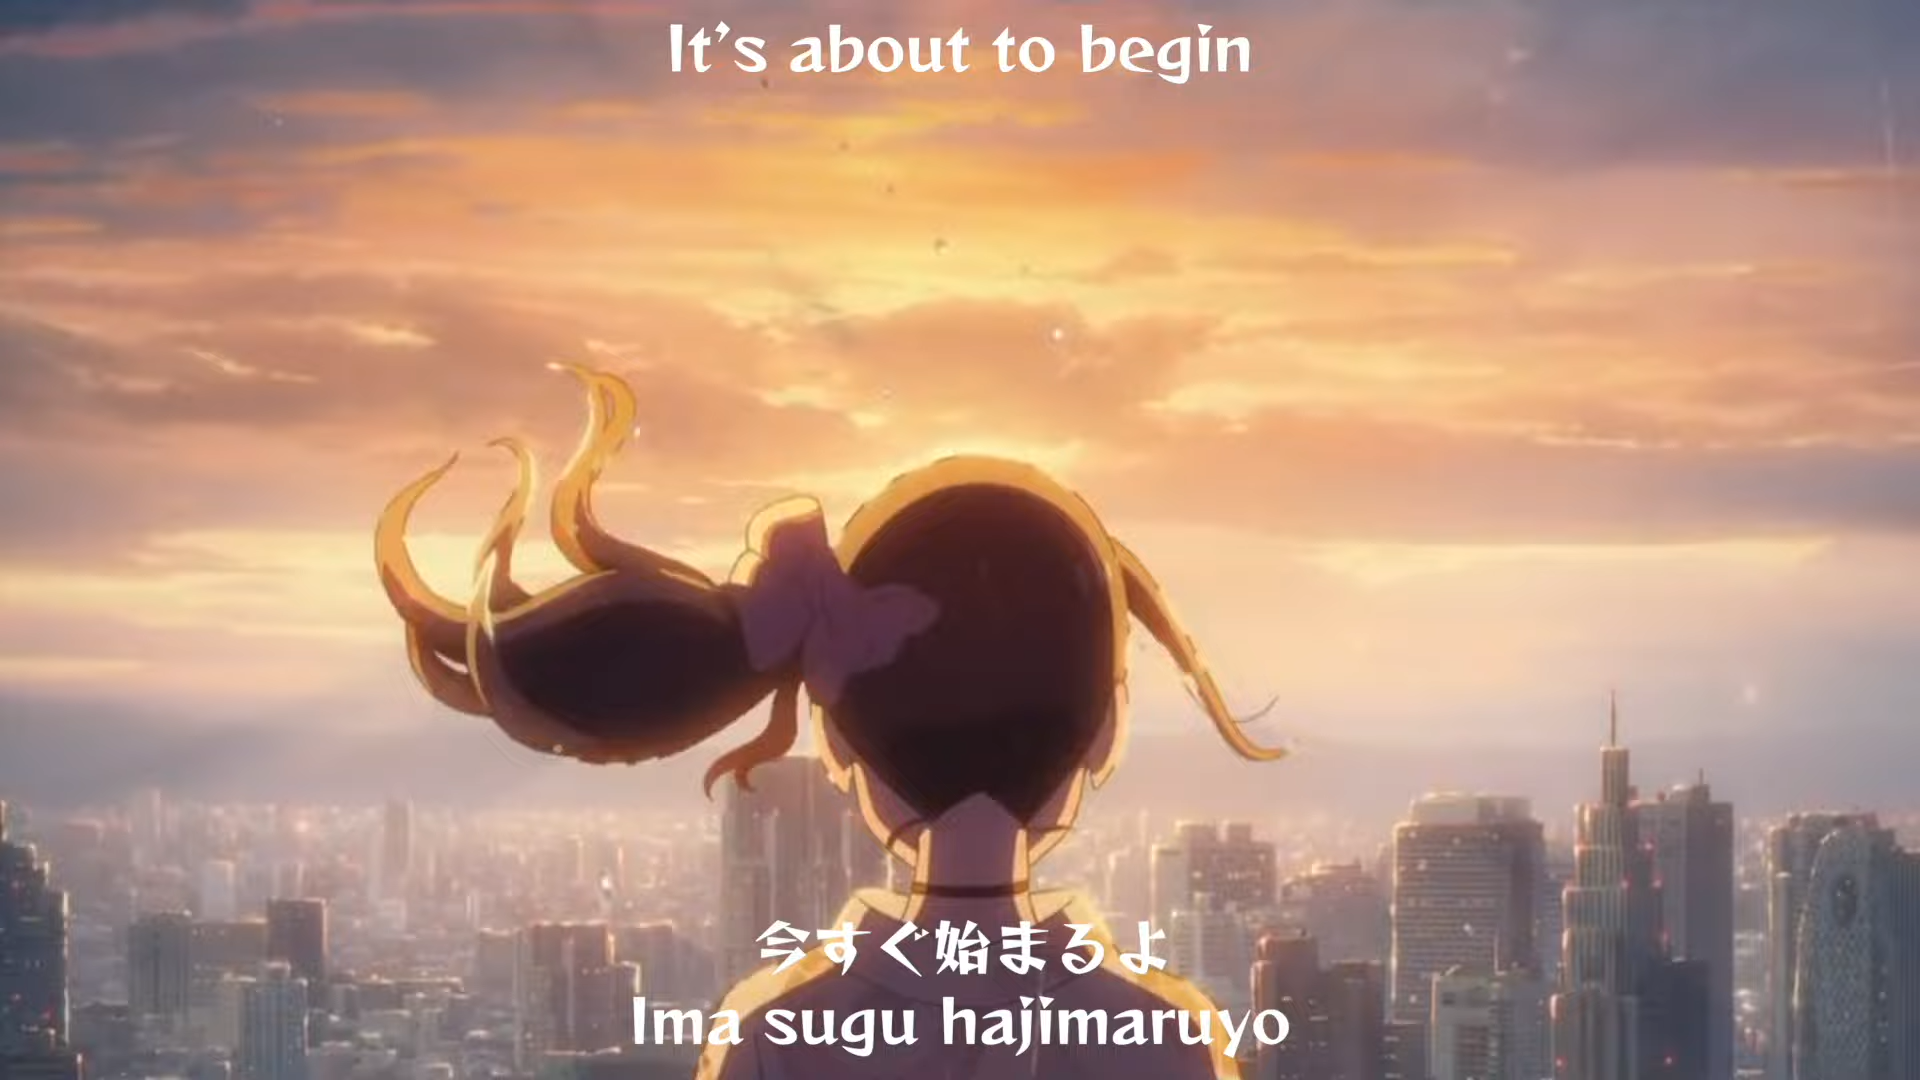 It's about to begin
今すぐ始まるよ
Ima sugu hajimaruyo